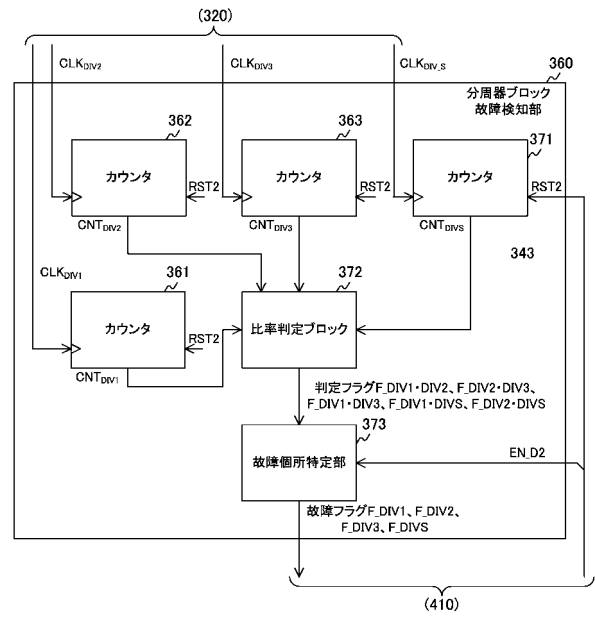 (320)
CLKDIV2
CLKDIV3
CLKDIV_S
360
分周器ブロック
故障検知部
362
363
371
カウンタ
カウンタ
カウンタ
RST2
RST2
RST2
CNTDIV2
CNTDIV3
CNTDIVS
343
CLKDIV1
361
372
カウンタ
比率判定ブロック
RST2
CNTDIV1
判定フラグF_DIV1・DIV2、F_DIV2・DIV3、
F_DIV1・DIV3、F_DIV1・DIVS、F_DIV2・DIVS
373
故障個所特定部
EN_D2
故障フラグF_DIV1、F_DIV2、
F_DIV3、F_DIVS
(410)